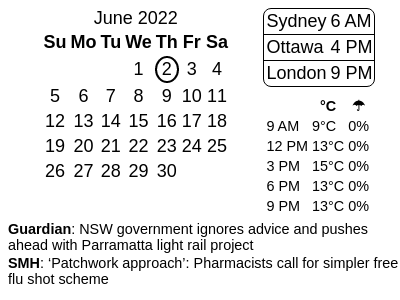 June 2022
Su Mo Tu We Th Fr Sa
1 2 3 4
5 6 7 8 9 10 11
12 13 14 15 16 17 18
19 20 21 22 23 24 25
26 27 28 29 30
Sydney 6 AM
Ottawa 4 PM
London 9 PM
°C ☂
9 AM 9°C 0%
12 PM 13°C 0%
3 PM 15°C 0%
6 PM 13°C 0%
9 PM 13°C 0%
Guardian: NSW government ignores advice and pushes
ahead with Parramatta light rail project
SMH: ‘Patchwork approach’: Pharmacists call for simpler free
flu shot scheme